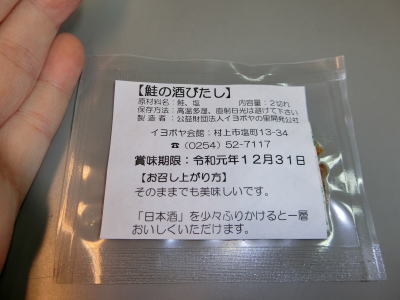 【鮭の酒びたし】
原材料名：鮭、塩　　内容量：２切れ
保存方法：高温多湿、直射日光は避けて下さい
製造者：公益財団法人イヨボヤの里開発公社
イヨボヤ会館：村上市塩町13-34
☎（0254）52-7117
賞味期限：令和元年１２月３１日
【お召し上がり方】
そのままでも美味しいです。
「日本酒」を少々ふりかけると一層
おいしくいただけます。